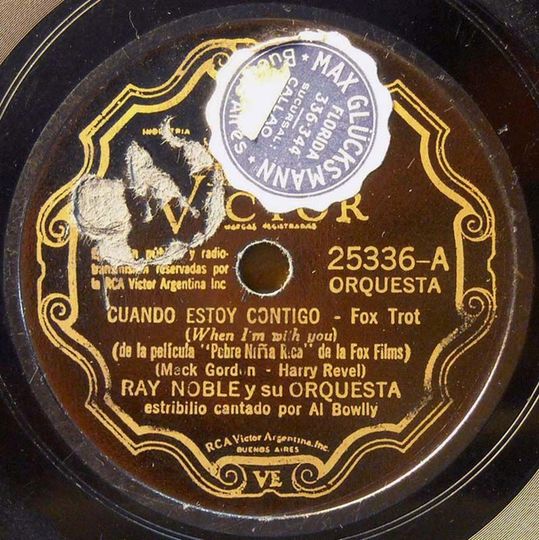 MAX GLÜCKSMANN
Buenos Aires
FLORIDA
336-344
SUCURSAL:
CALLAO
INDUSTRIA
VICTOR
MARCAS REGISTRADAS
pública y radio-
transmisión reservadas por
la RCA Victor Argentina Inc
25336-A
ORQUESTA
CUANDO ESTOY CONTIGO - Fox Trot
(When I'm with you)
(de la película "Pobre Niña Rica" de la Fox Films)
(Mack Gordon - Harry Revel)
RAY NOBLE y su ORQUESTA
estribilio cantado por Al Bowlly
RCA Victor Argentina, Inc.
BUENOS AIRES
VE